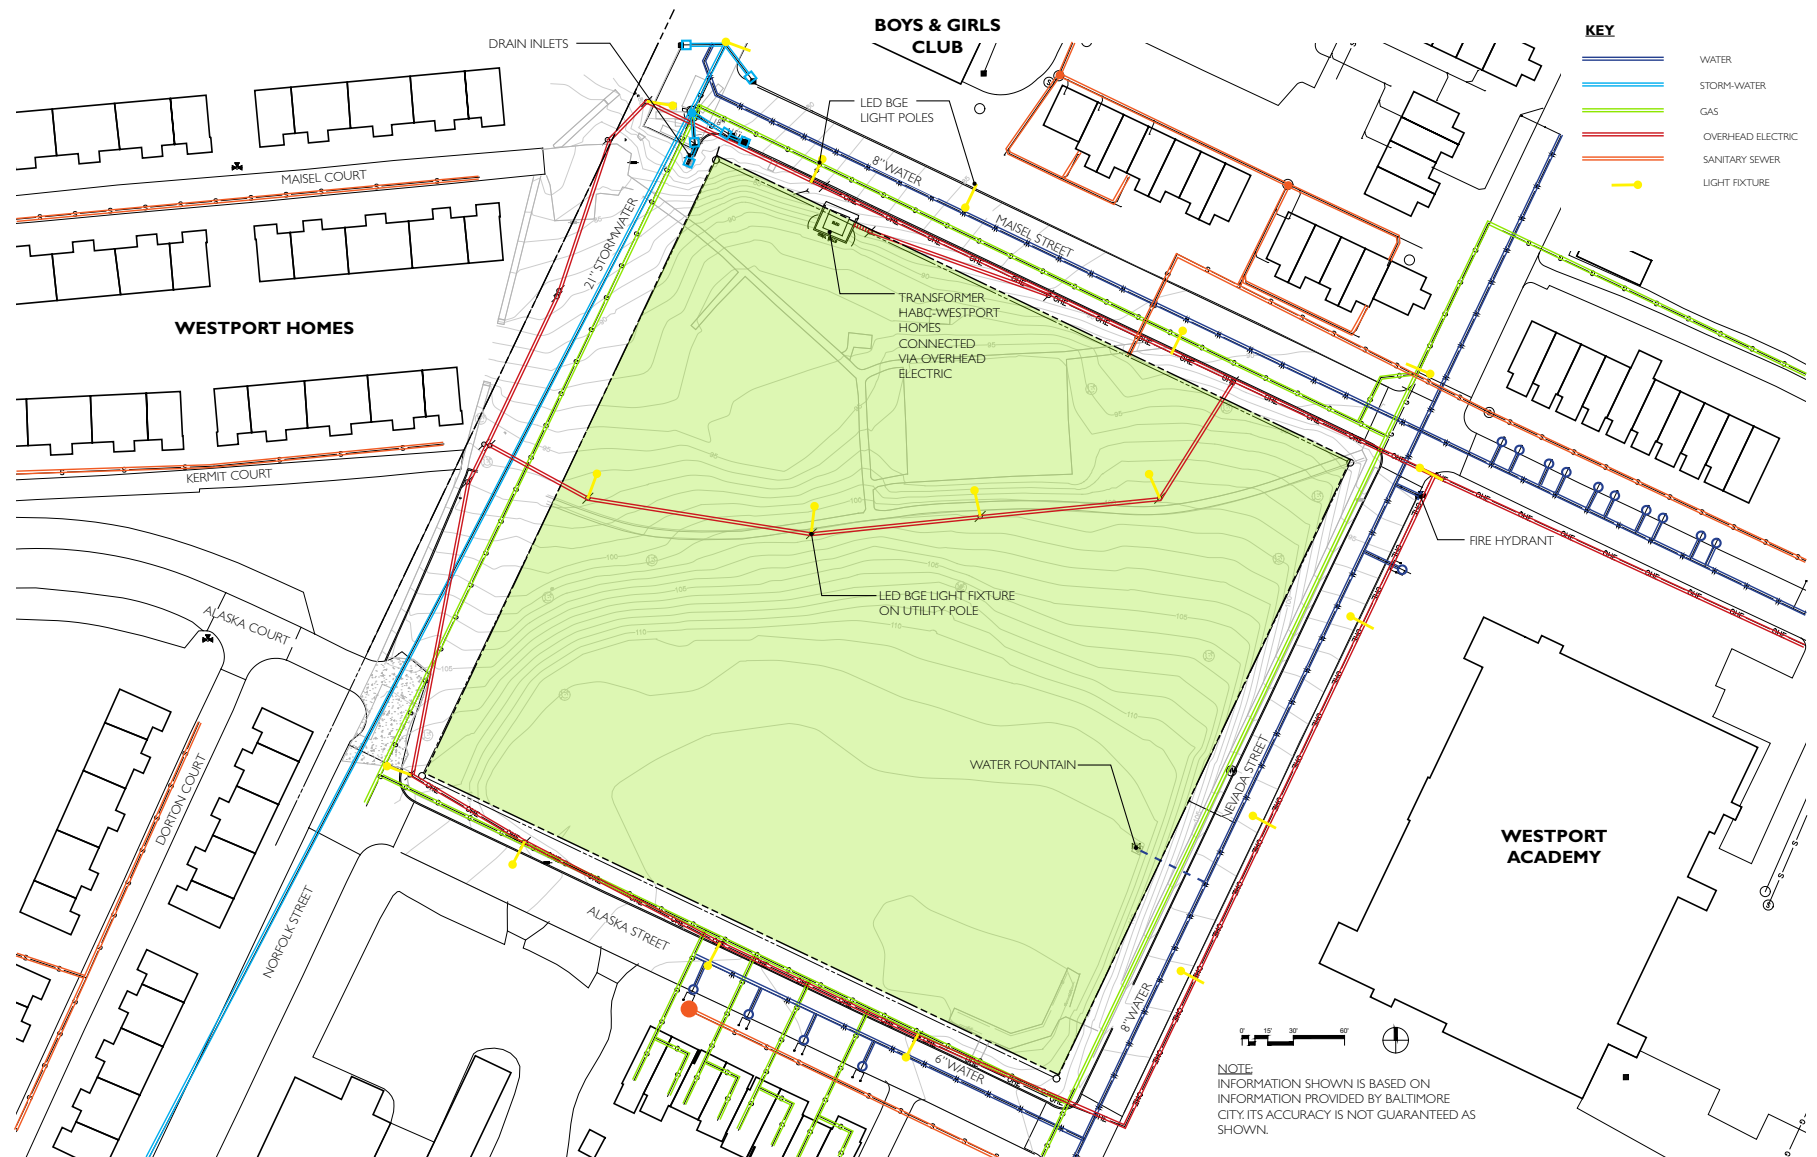 BOYS & GIRLS
CLUB
KEY
WATER
STORM-WATER
GAS
OVERHEAD ELECTRIC
SANITARY SEWER
LIGHT FIXTURE
DRAIN INLETS
LED BGE
LIGHT POLES
MAISEL COURT
8" WATER
MAISEL STREET
21" STORMWATER
TRANSFORMER
HABC-WESTPORT
HOMES
CONNECTED
VIA OVERHEAD
ELECTRIC
WESTPORT HOMES
KERMIT COURT
FIRE HYDRANT
LED BGE LIGHT FIXTURE
ON UTILITY POLE
ALASKA COURT
DORTON COURT
WATER FOUNTAIN
NEVADA STREET
WESTPORT
ACADEMY
NORFOLK STREET
ALASKA STREET
8" WATER
6" WATER
0' 15' 30' 60'
NOTE:
INFORMATION SHOWN IS BASED ON
INFORMATION PROVIDED BY BALTIMORE
CITY. ITS ACCURACY IS NOT GUARANTEED AS
SHOWN.